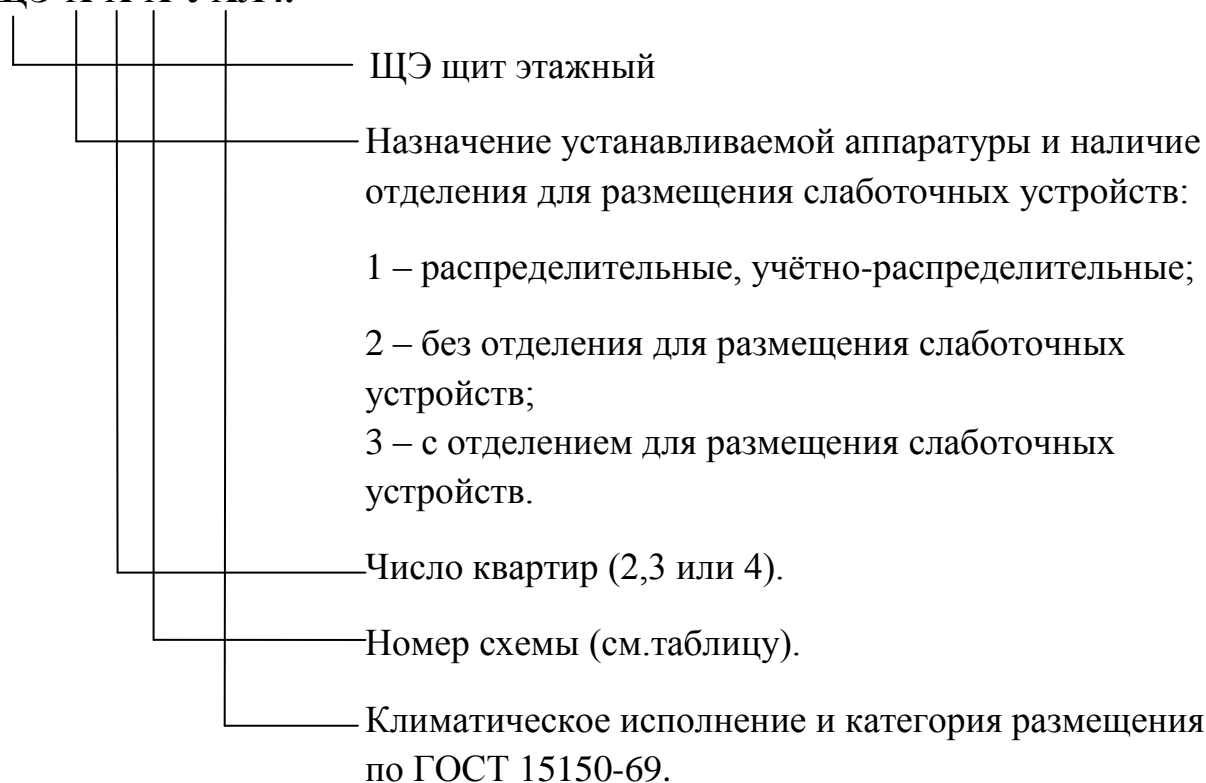 ЩЭ щит этажный
Назначение устанавливаемой аппаратуры и наличие
отделения для размещения слаботочных устройств:
1 – распределительные, учётно-распределительные;
2 – без отделения для размещения слаботочных
устройств;
3 – с отделением для размещения слаботочных
устройств.
Число квартир (2,3 или 4).
Номер схемы (см.таблицу).
Климатическое исполнение и категория размещения
по ГОСТ 15150-69.